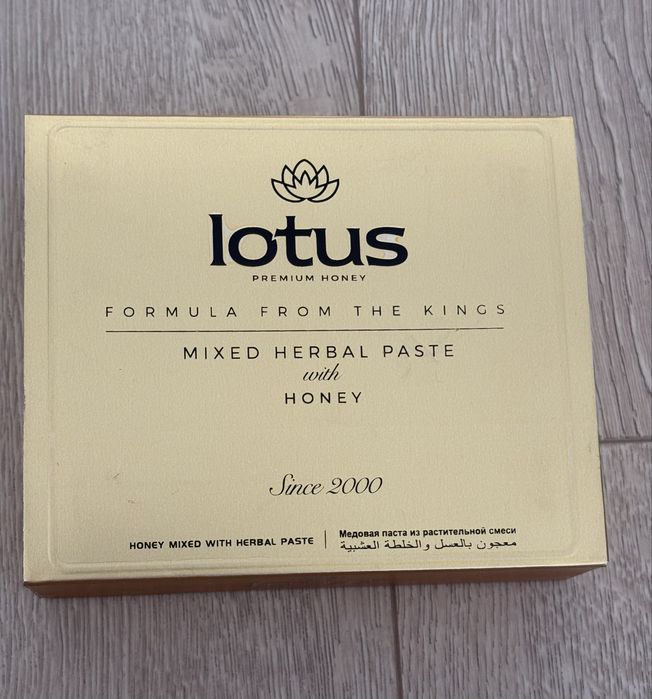 lotus
PREMIUM HONEY
FORMULA FROM THE KINGS
MIXED HERBAL PASTE
with
HONEY
Since 2000
HONEY MIXED WITH HERBAL PASTE
Медовая паста из растительной смеси
معجون بالعسل والخلطة العشبية